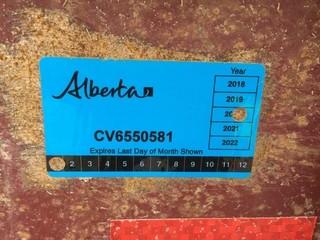 Year
Alberta
2018
2019
CV6550581
2021
2022
Expires Last Day of Month Shown
2 3 4 5 6 7 8 9 10 11 12